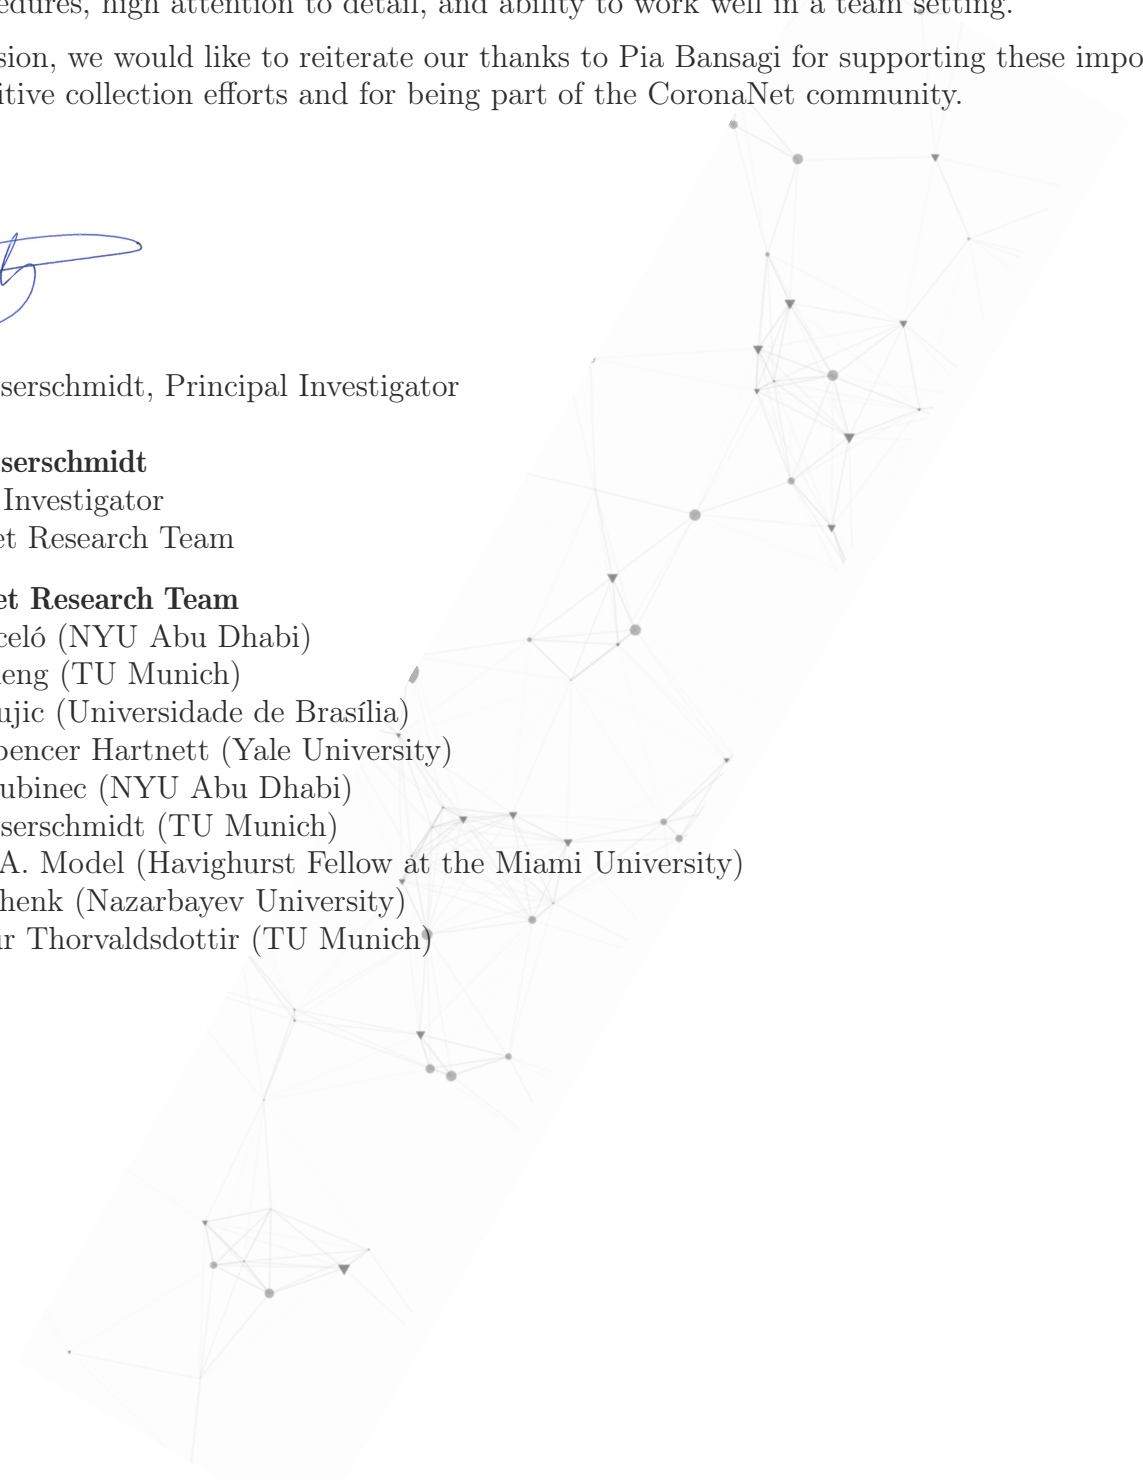 edures, high attention to detail, and ability to work well in a team setting.
sion, we would like to reiterate our thanks to Pia Bansagi for supporting these impo
itive collection efforts and for being part of the CoronaNet community.
serschmidt, Principal Investigator
serschmidt
Investigator
et Research Team
et Research Team
celó (NYU Abu Dhabi)
eng (TU Munich)
ujic (Universidade de Brasília)
pencer Hartnett (Yale University)
ubinec (NYU Abu Dhabi)
serschmidt (TU Munich)
A. Model (Havighurst Fellow at the Miami University)
henk (Nazarbayev University)
ur Thorvaldsdottir (TU Munich)